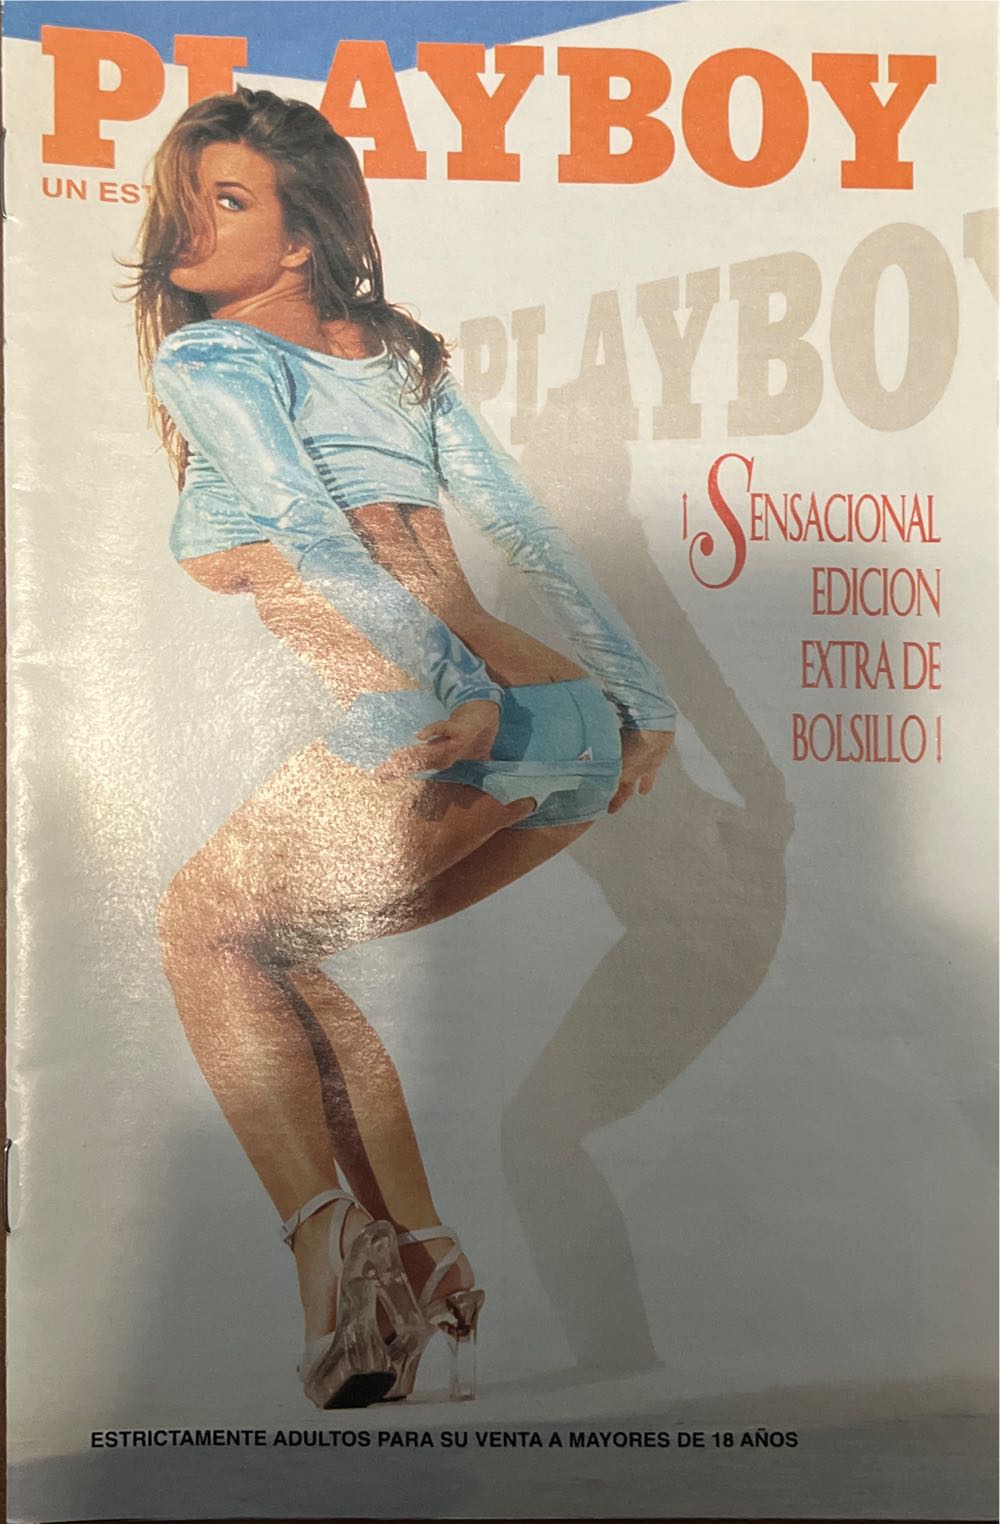 PLAYBOY
UN EST
PLAYBOY
¡SENSACIONAL
EDICION
EXTRA DE
BOLSILLO!
ESTRICTAMENTE ADULTOS PARA SU VENTA A MAYORES DE 18 AÑOS